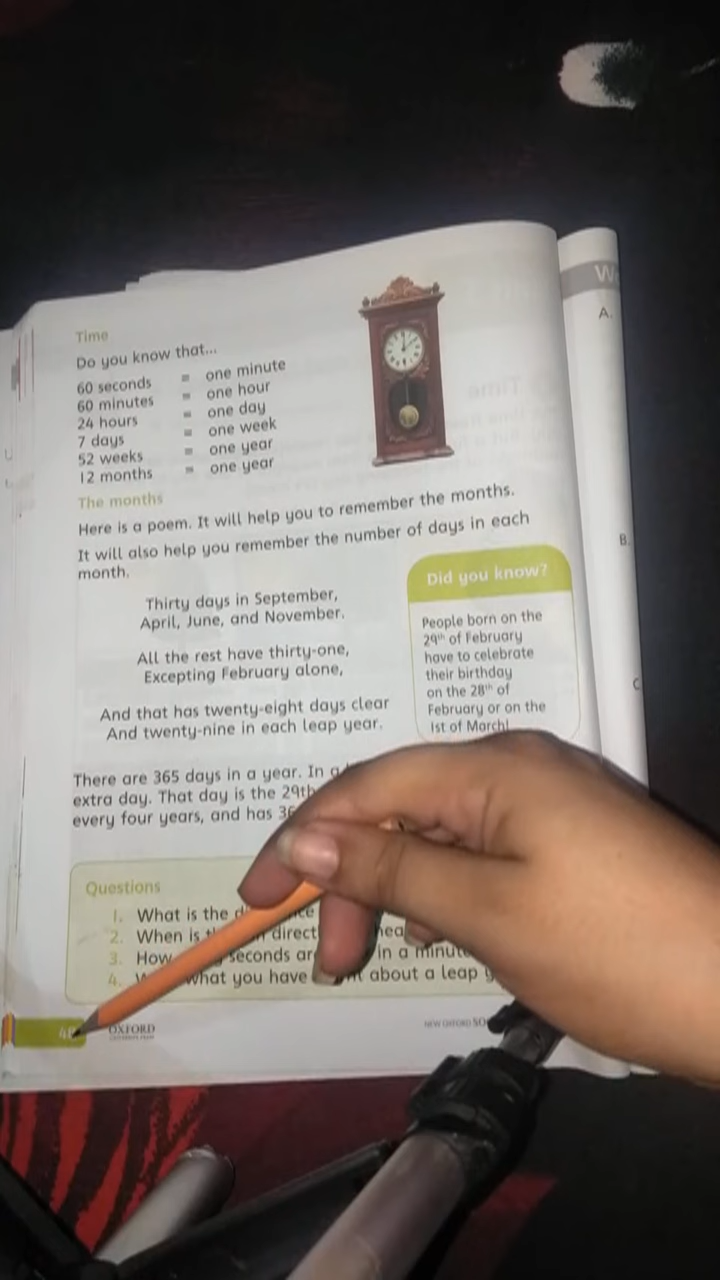 Time
Do you know that...
60 seconds = one minute
60 minutes = one hour
24 hours = one day
7 days = one week
52 weeks = one year
12 months = one year
The months
Here is a poem. It will help you to remember the months.
It will also help you remember the number of days in each
month.
Thirty days in September,
April, June, and November.
All the rest have thirty-one,
Excepting February alone,
And that has twenty-eight days clear
And twenty-nine in each leap year.
Did you know?
People born on the
29th of February
have to celebrate
their birthday
on the 28th of
February or on the
1st of March!
There are 365 days in a year. In a
extra day. That day is the 29th
every four years, and has
Questions
1. What is the
2. When is
3. How seconds in a minute
4. what you have about a leap
OXFORD
UNIVERSITY PRESS
NEW OXFORD
W
A.
B.
C